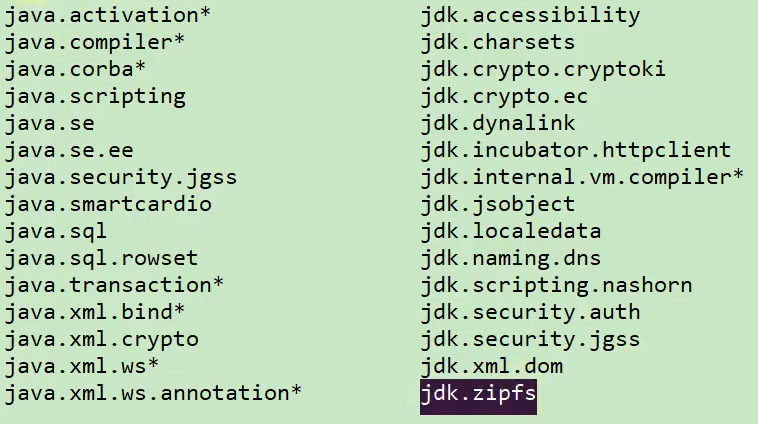 java.activation* jdk.accessibility
java.compiler* jdk.charsets
java.corba* jdk.crypto.cryptoki
java.scripting jdk.crypto.ec
java.se jdk.dynalink
java.se.ee jdk.incubator.httpclient
java.security.jgss jdk.internal.vm.compiler*
java.smartcardio jdk.jsobject
java.sql jdk.localedata
java.sql.rowset jdk.naming.dns
java.transaction* jdk.scripting.nashorn
java.xml.bind* jdk.security.auth
java.xml.crypto jdk.security.jgss
java.xml.ws* jdk.xml.dom
java.xml.ws.annotation* jdk.zipfs